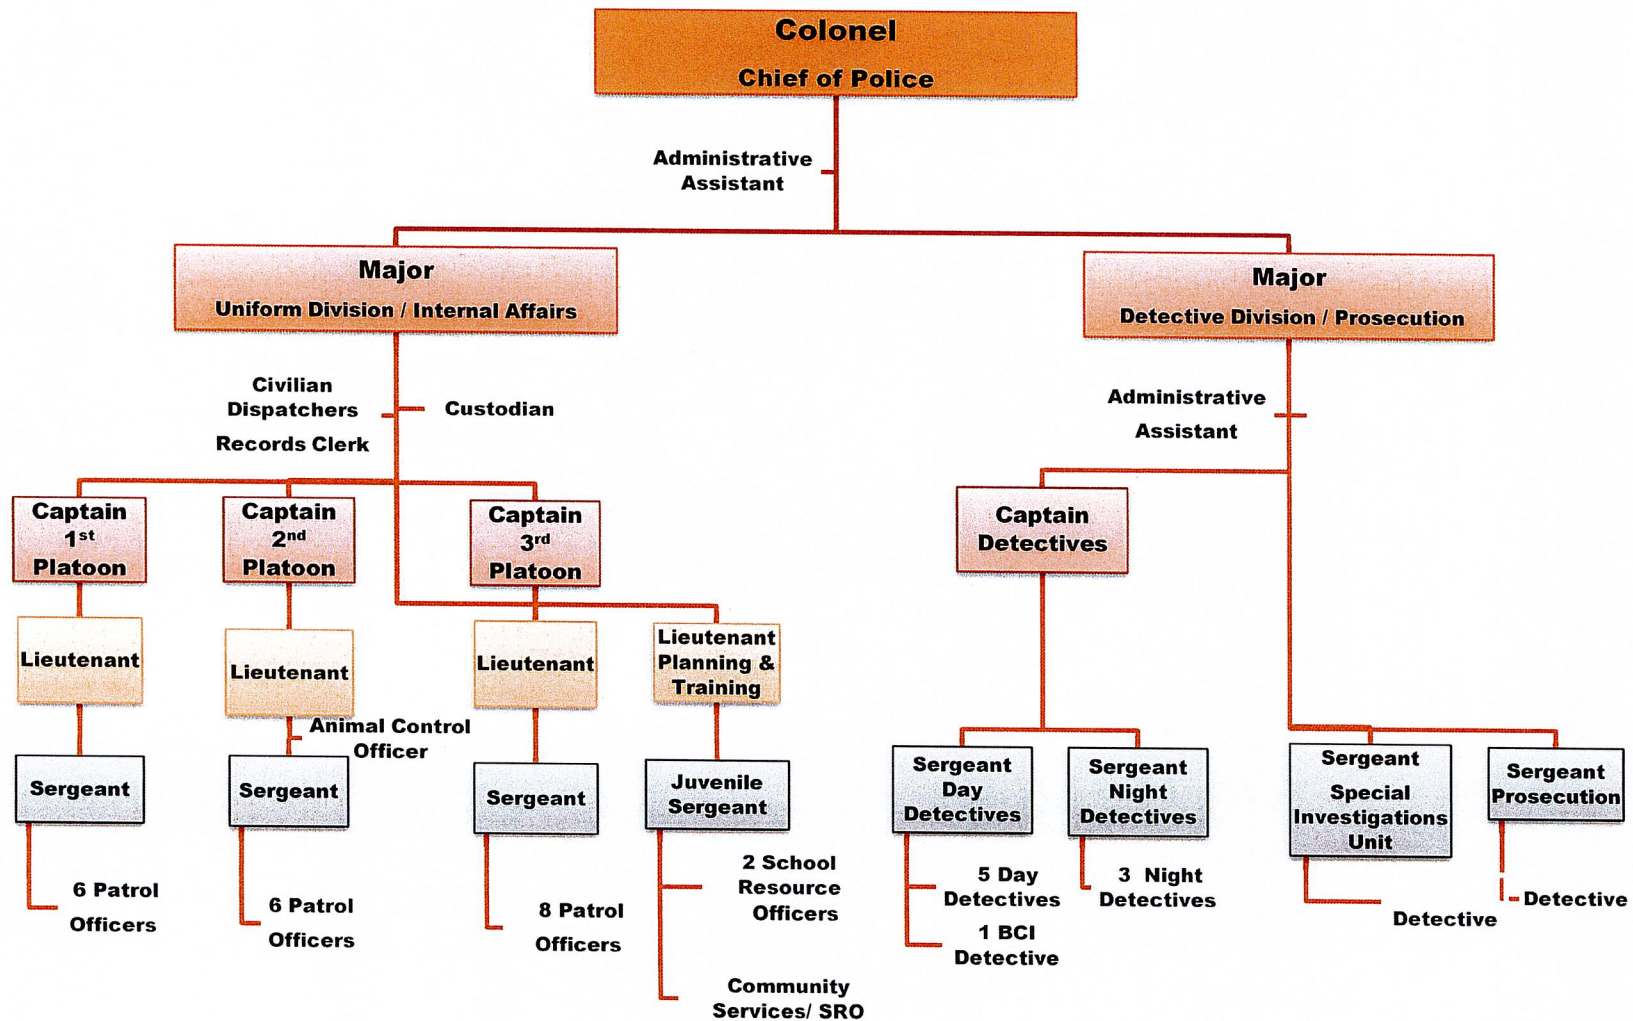 Colonel
Chief of Police
Administrative
Assistant
Major
Uniform Division / Internal Affairs
Major
Detective Division / Prosecution
Civilian
Dispatchers
Records Clerk
Custodian
Administrative
Assistant
Captain
1st
Platoon
Captain
2nd
Platoon
Captain
3rd
Platoon
Captain
Detectives
Lieutenant
Lieutenant
Lieutenant
Lieutenant
Planning &
Training
Animal Control
Officer
Sergeant
Sergeant
Sergeant
Juvenile
Sergeant
Sergeant
Day
Detectives
Sergeant
Night
Detectives
Sergeant
Special
Investigations
Unit
Sergeant
Prosecution
6 Patrol
Officers
6 Patrol
Officers
8 Patrol
Officers
2 School
Resource
Officers
Community
Services/ SRO
5 Day
Detectives
1 BCI
Detective
3 Night
Detectives
Detective
Detective